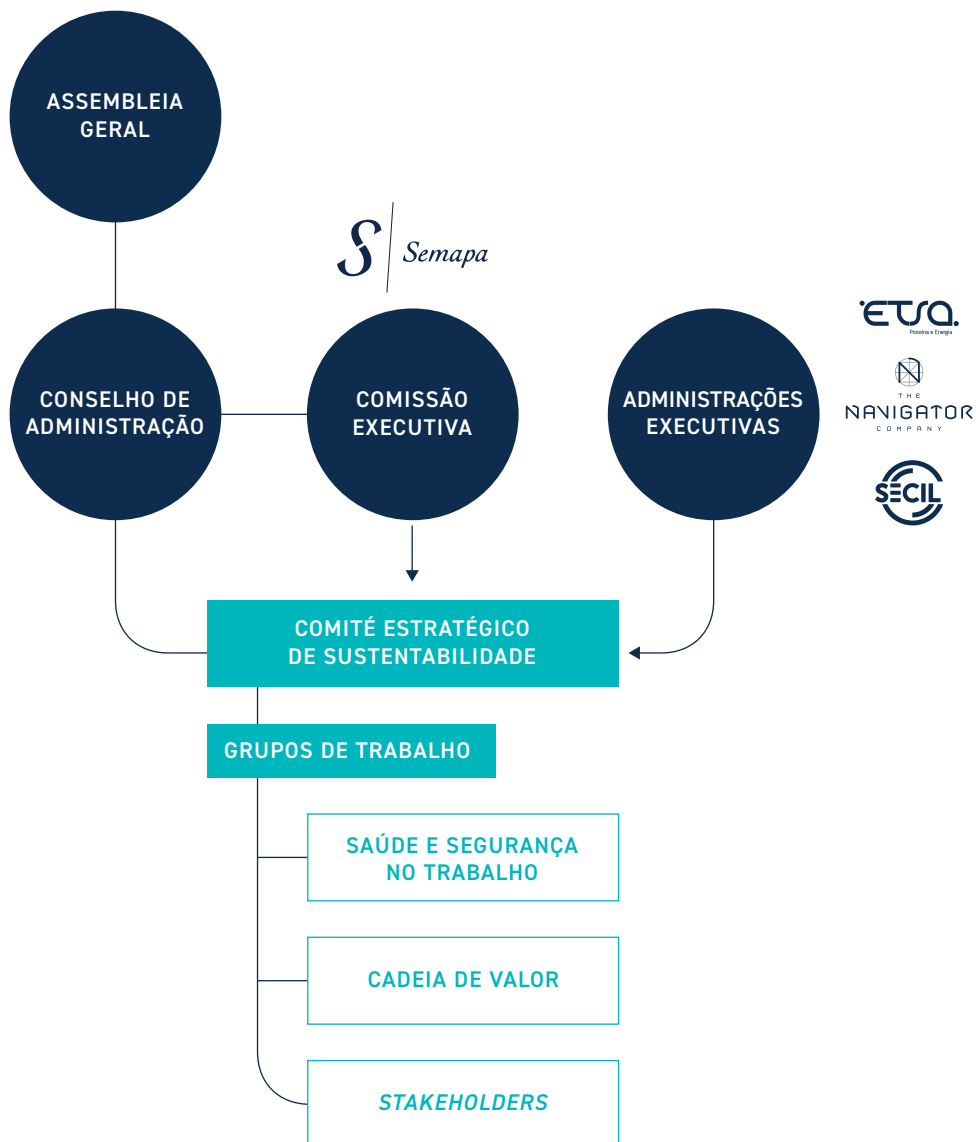 ASSEMBLEIA
GERAL
S Semapa
CONSELHO DE
ADMINISTRAÇÃO
COMISSÃO
EXECUTIVA
ADMINISTRAÇÕES
EXECUTIVAS
ETSA.
Proteína e Energia
N
THE
NAVIGATOR
COMPANY
SECIL
COMITÉ ESTRATÉGICO
DE SUSTENTABILIDADE
GRUPOS DE TRABALHO
SAÚDE E SEGURANÇA
NO TRABALHO
CADEIA DE VALOR
STAKEHOLDERS